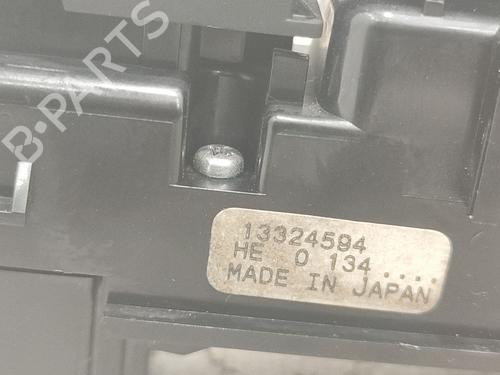 B-PARTS
13324594
HE 0 134 ....
MADE IN JAPAN